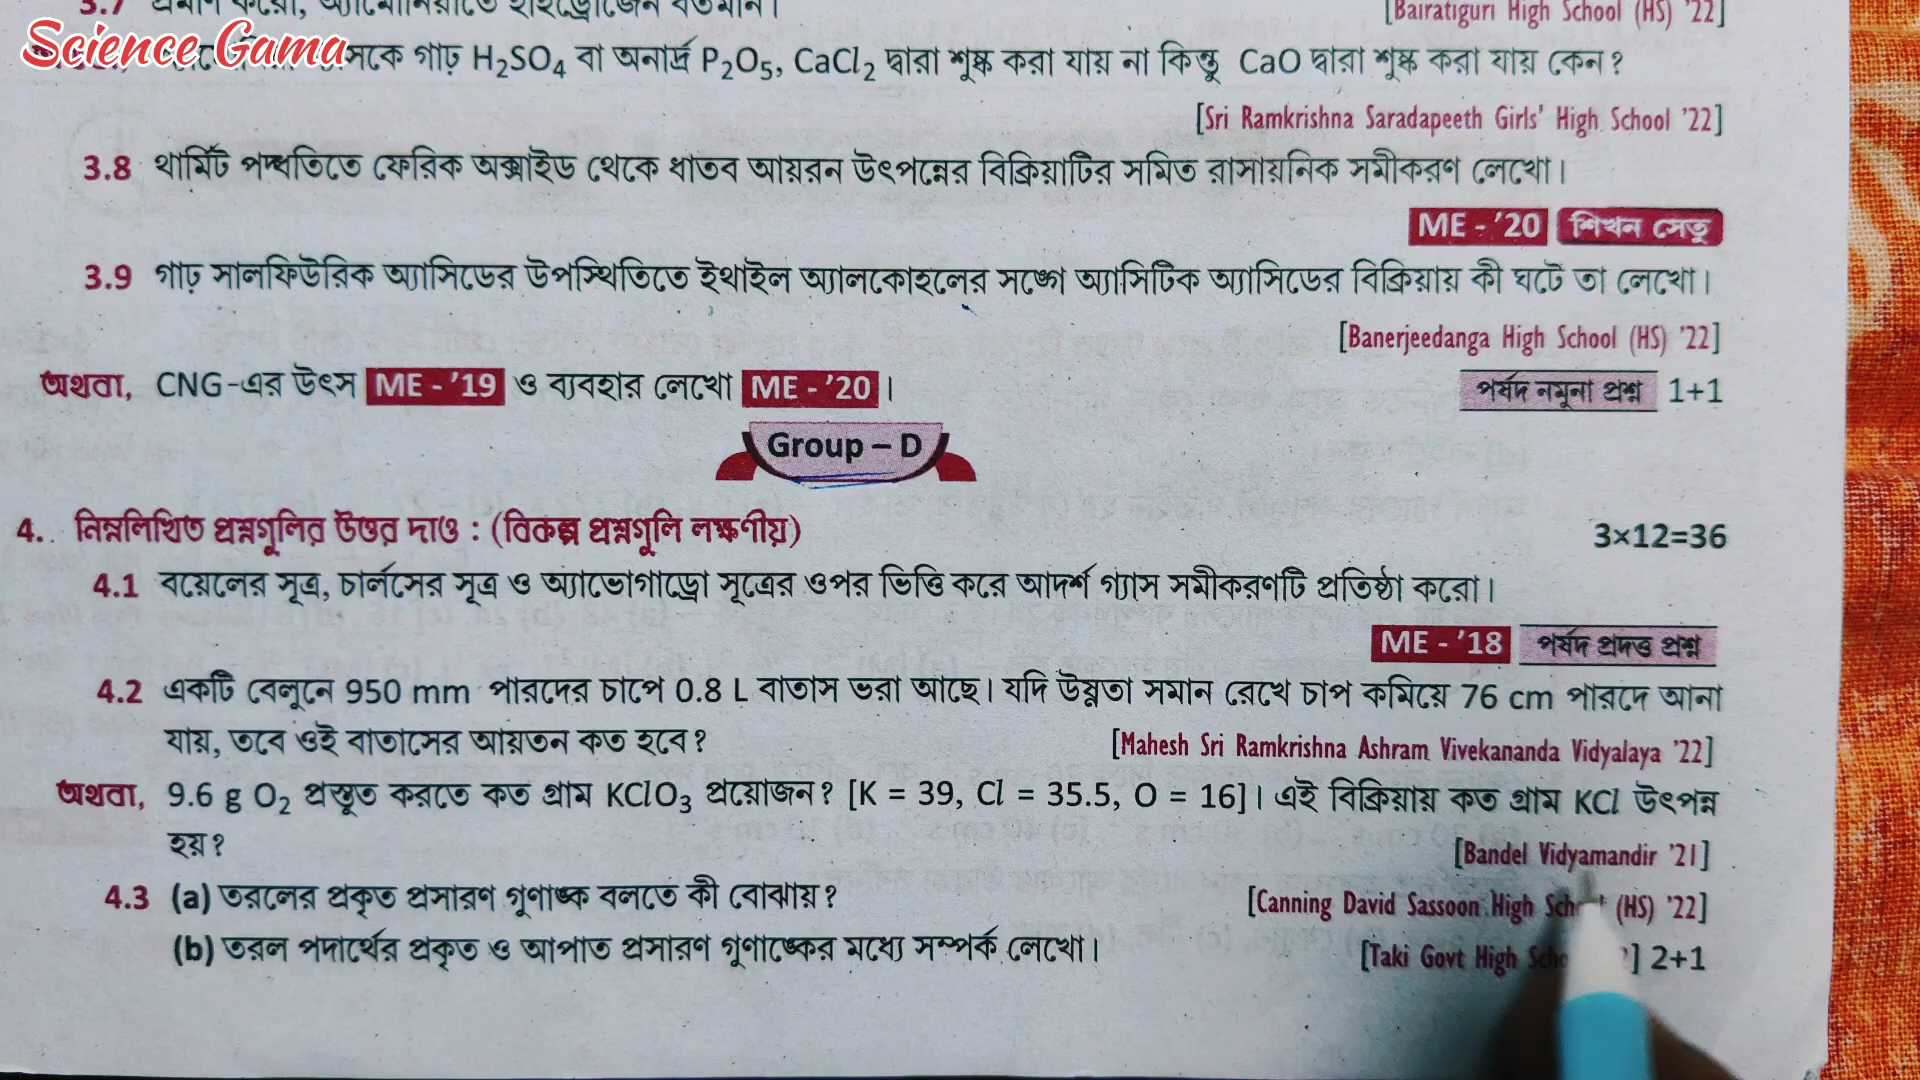 3.7 প্রমাণ করো, অ্যামোনিয়াতে হাইড্রোজেন বর্তমান।
[Bairatiguri High School (HS) '22]
Science Gama
গাঢ় H₂SO₄ বা অনার্দ্র P₂O₅, CaCl₂ দ্বারা শুষ্ক করা যায় না কিন্তু CaO দ্বারা শুষ্ক করা যায় কেন?
[Sri Ramkrishna Saradapeeth Girls' High School '22]
3.8 থার্মিট পদ্ধতিতে ফেরিক অক্সাইড থেকে ধাতব আয়রন উৎপন্নের বিক্রিয়াটির সমিত রাসায়নিক সমীকরণ লেখো।
ME - '20 শিখন সেতু
3.9 গাঢ় সালফিউরিক অ্যাসিডের উপস্থিতিতে ইথাইল অ্যালকোহলের সঙ্গে অ্যাসিটিক অ্যাসিডের বিক্রিয়ায় কী ঘটে তা লেখো।
[Banerjeedanga High School (HS) '22]
অথবা, CNG-এর উৎস ME - '19 ও ব্যবহার লেখো ME - '20 । পর্ষদ নমুনা প্রশ্ন 1+1
Group – D
4. নিম্নলিখিত প্রশ্নগুলির উত্তর দাও : (বিকল্প প্রশ্নগুলি লক্ষণীয়) 3×12=36
4.1 বয়েলের সূত্র, চার্লসের সূত্র ও অ্যাভোগাড্রো সূত্রের ওপর ভিত্তি করে আদর্শ গ্যাস সমীকরণটি প্রতিষ্ঠা করো।
ME - '18 পর্ষদ প্রদত্ত প্রশ্ন
4.2 একটি বেলুনে 950 mm পারদের চাপে 0.8 L বাতাস ভরা আছে। যদি উষ্ণতা সমান রেখে চাপ কমিয়ে 76 cm পারদে আনা
যায়, তবে ওই বাতাসের আয়তন কত হবে? [Mahesh Sri Ramkrishna Ashram Vivekananda Vidyalaya '22]
অথবা, 9.6 g O₂ প্রস্তুত করতে কত গ্রাম KClO₃ প্রয়োজন? [K = 39, Cl = 35.5, O = 16]। এই বিক্রিয়ায় কত গ্রাম KCl উৎপন্ন
হয়? [Bandel Vidyamandir '21]
4.3 (a) তরলের প্রকৃত প্রসারণ গুণাঙ্ক বলতে কী বোঝায়? [Canning David Sassoon High School (HS) '22]
(b) তরল পদার্থের প্রকৃত ও আপাত প্রসারণ গুণাঙ্কের মধ্যে সম্পর্ক লেখো। [Taki Govt High ] 2+1